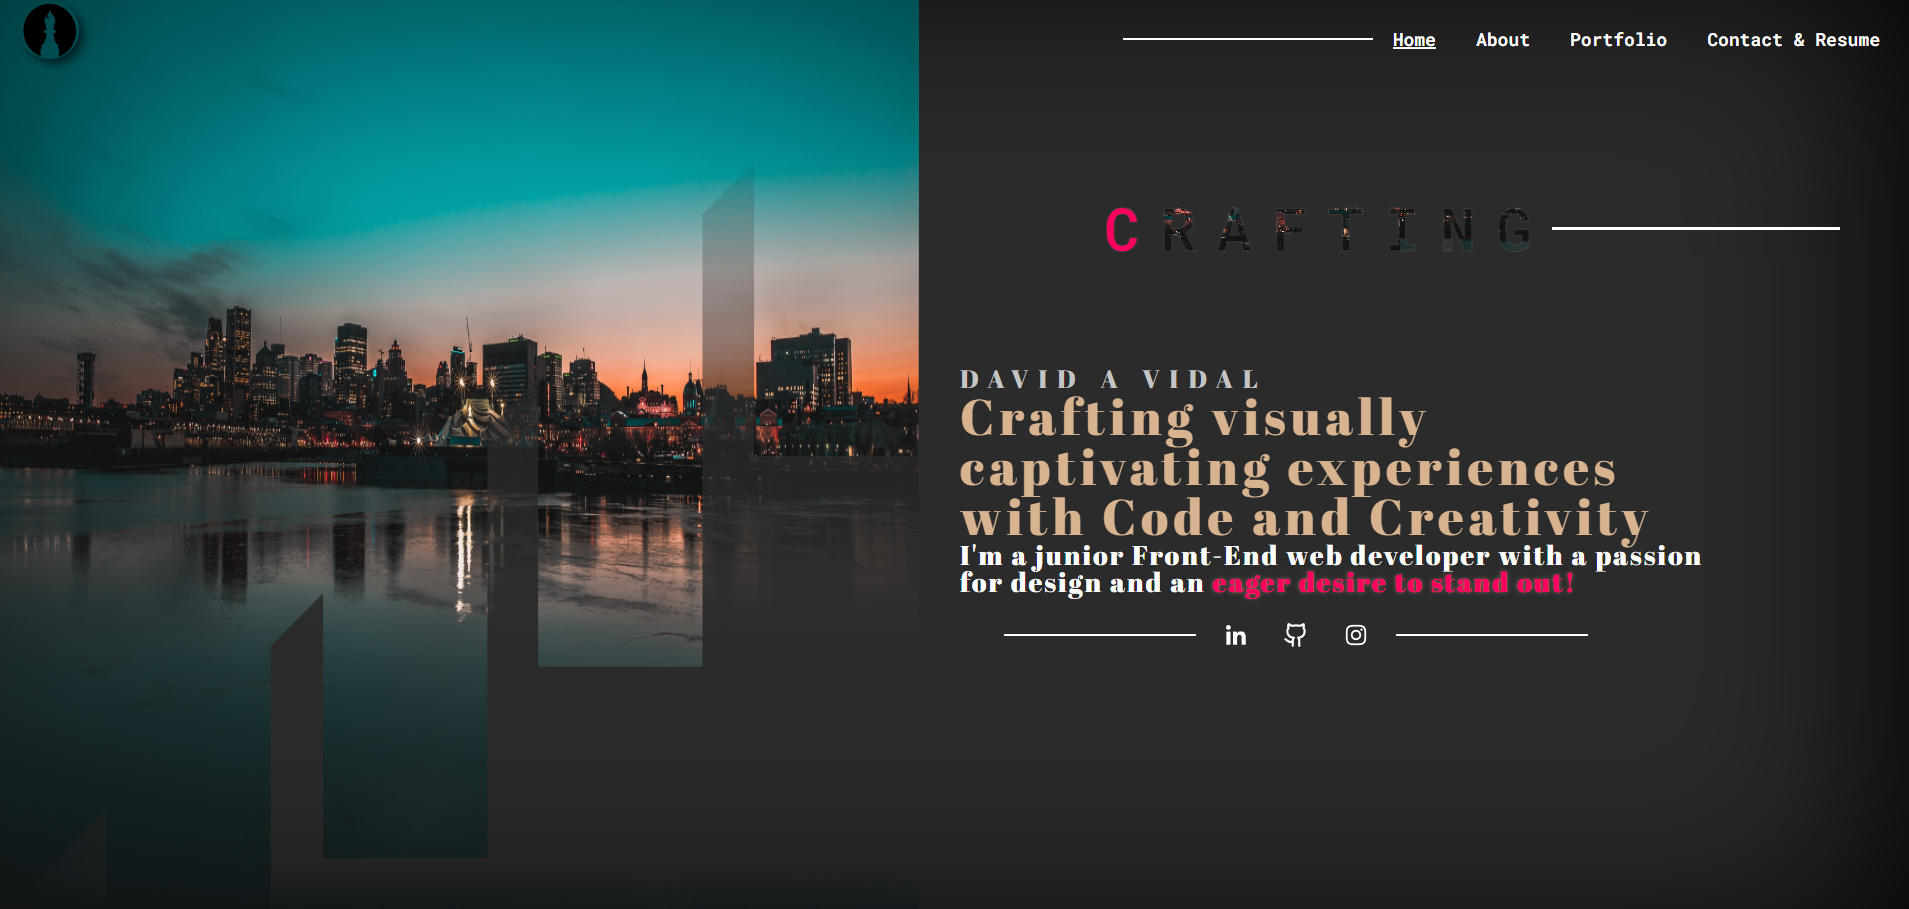 Home About Portfolio Contact & Resume
CRAFTING
DAVID A VIDAL
Crafting visually
captivating experiences
with Code and Creativity
I'm a junior Front-End web developer with a passion
for design and an eager desire to stand out!
in